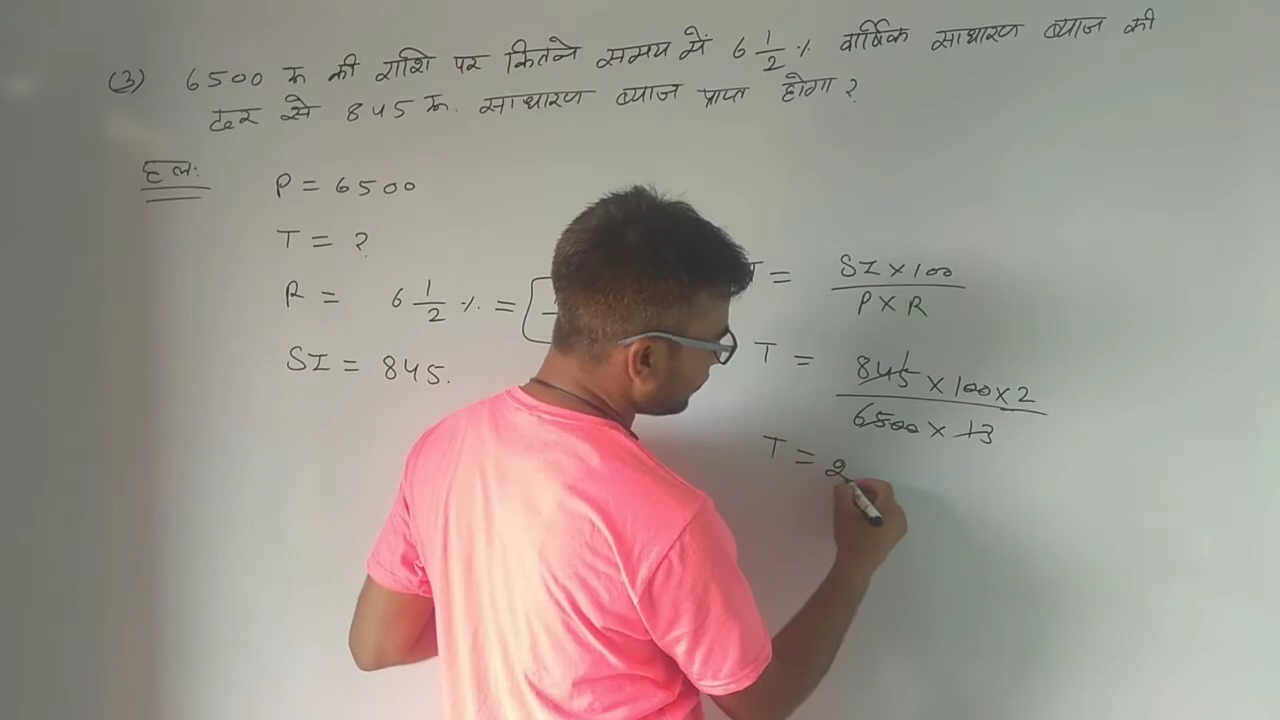 (3) 6500 रू की राशि पर कितने समय में 6 1/2 % वार्षिक साधारण ब्याज की
दर से 845 रू. साधारण ब्याज प्राप्त होगा ?
हल:
P = 6500
T = ?
R = 6 1/2 % =
SI = 845.
T = SI × 100 / P × R
T = 845 × 100 × 2 / 6500 × 13
T = 2